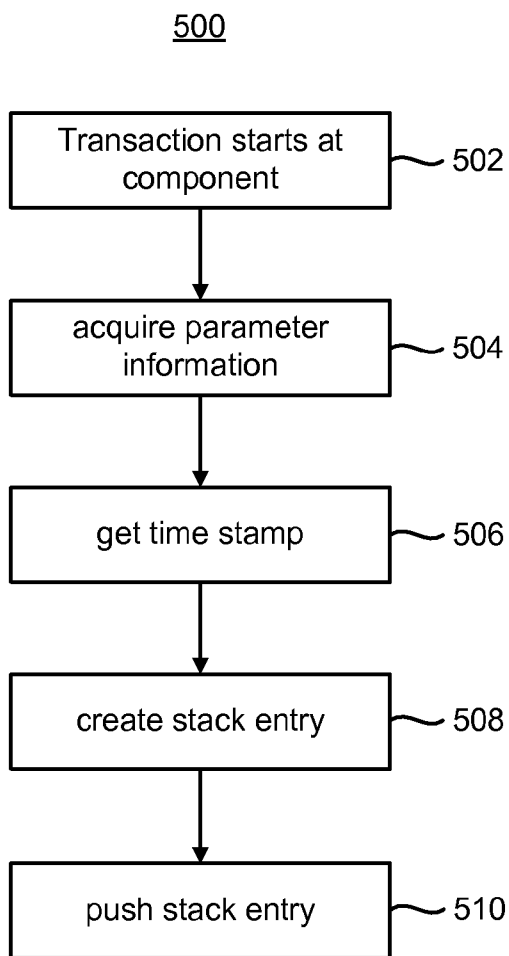 500
Transaction starts at
component
502
acquire parameter
information
504
get time stamp
506
create stack entry
508
push stack entry
510